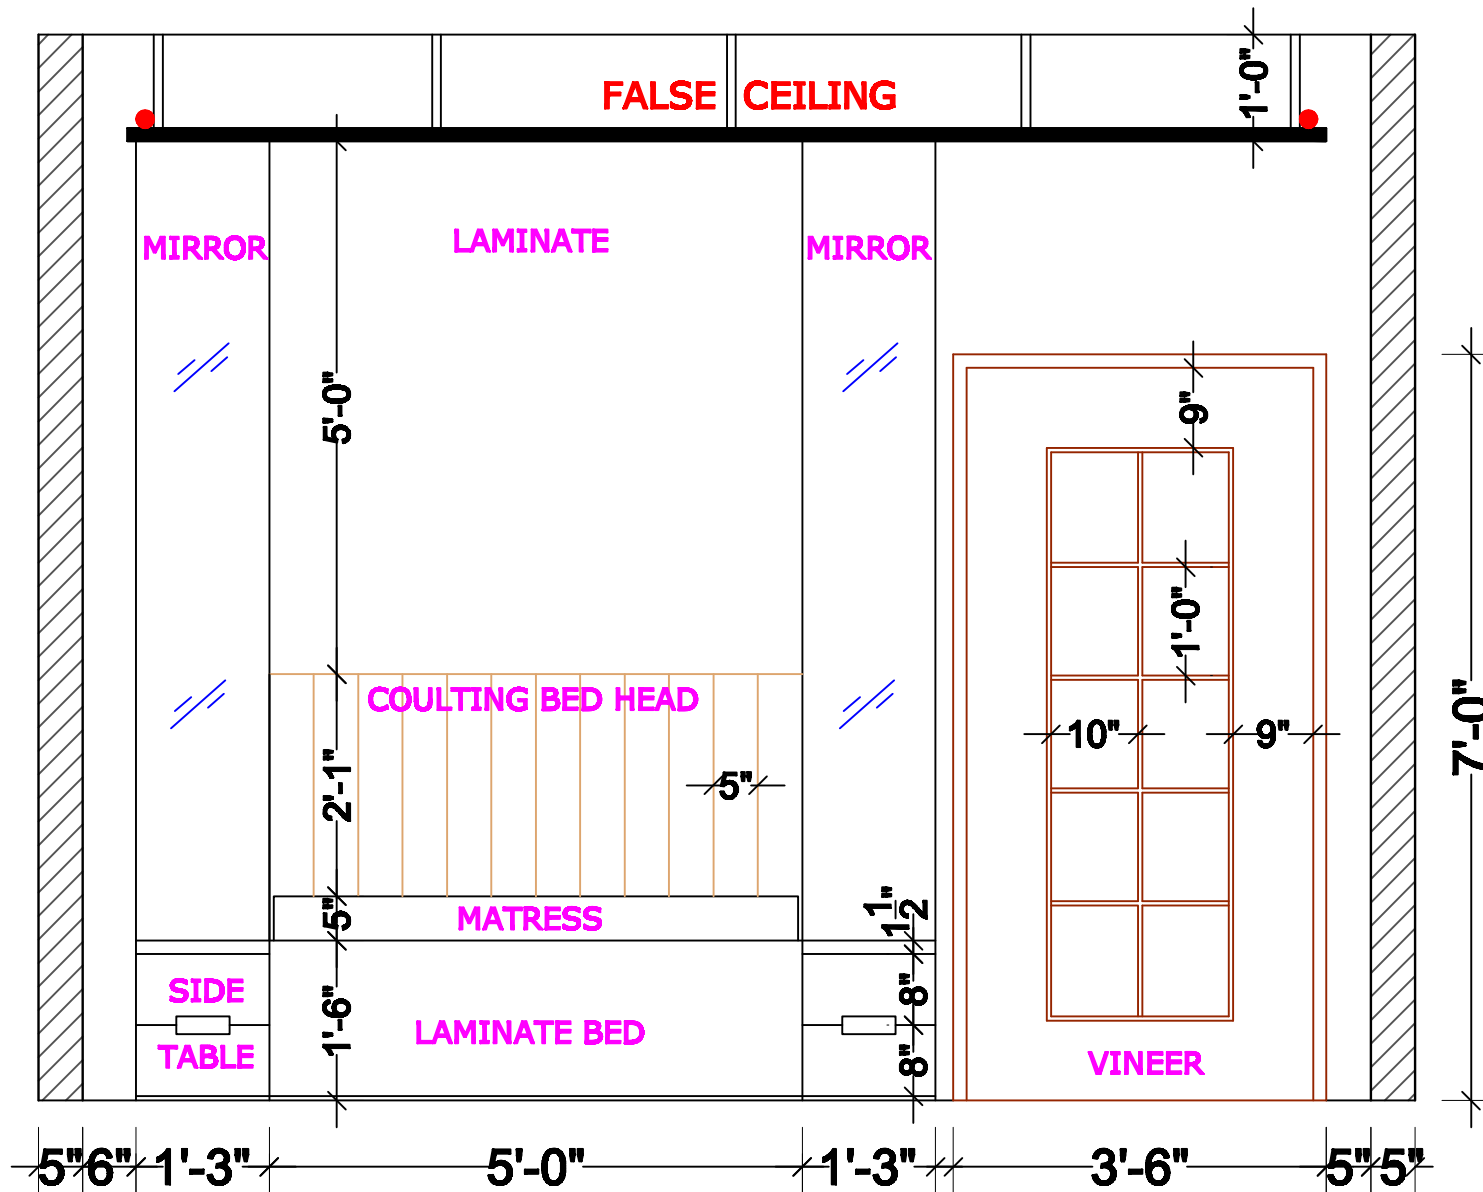 FALSE CEILING
1'-0"
MIRROR
LAMINATE
MIRROR
5'-0"
9"
1'-0"
COULTING BED HEAD
10"
9"
7'-0"
2'-1"
5"
5"
MATRESS
1 1/2"
SIDE
TABLE
1'-6"
LAMINATE BED
8"
8"
VINEER
5" 6" 1'-3" 5'-0" 1'-3" 3'-6" 5" 5"